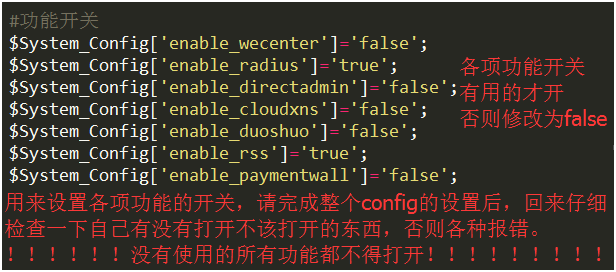 #功能开关
$System_Config['enable_wecenter']='false';
$System_Config['enable_radius']='true';
$System_Config['enable_directadmin']='false';
$System_Config['enable_cloudxns']='false';
$System_Config['enable_duoshuo']='false';
$System_Config['enable_rss']='true';
$System_Config['enable_paymentwall']='false';
各项功能开关
有用的才开
否则修改为false
用来设置各项功能的开关，请完成整个config的设置后，回来仔细
检查一下自己有没有打开不该打开的东西，否则各种报错。
！！！！！！没有使用的所有功能都不得打开！！！！！！！！！